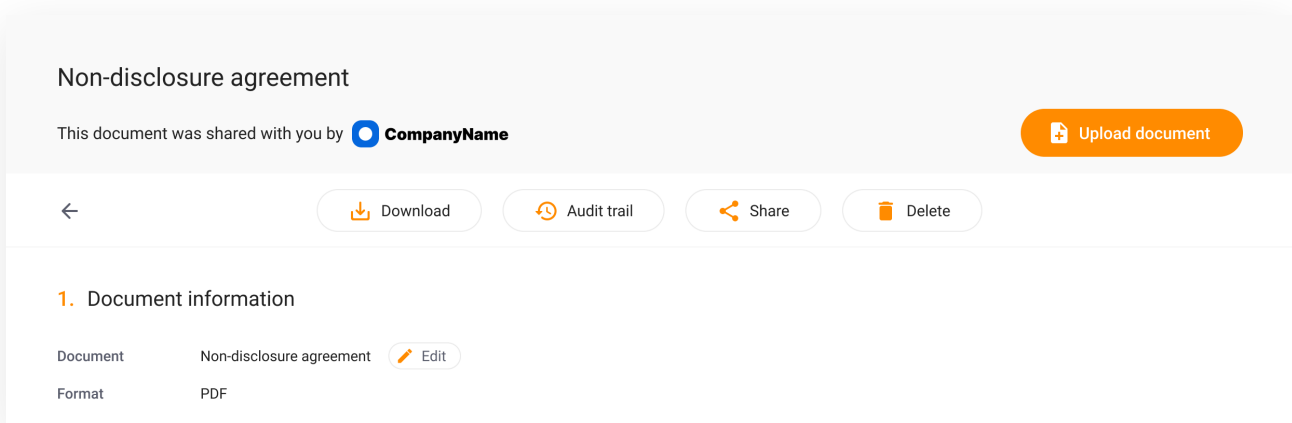 Non-disclosure agreement
This document was shared with you by CompanyName
Upload document
Download Audit trail Share Delete
1. Document information
Document Non-disclosure agreement Edit
Format PDF